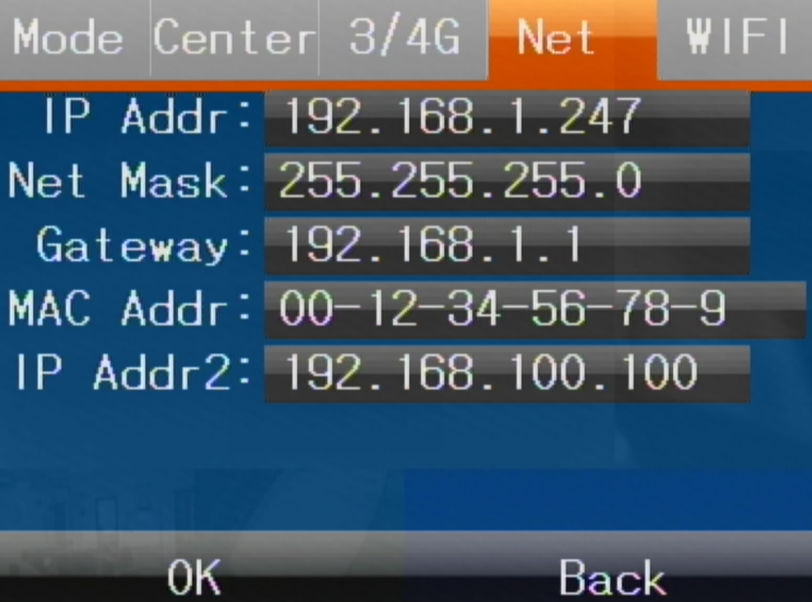 Mode Center 3/4G Net WIFI
IP Addr: 192.168.1.247
Net Mask: 255.255.255.0
Gateway: 192.168.1.1
MAC Addr: 00-12-34-56-78-9
IP Addr2: 192.168.100.100
OK Back